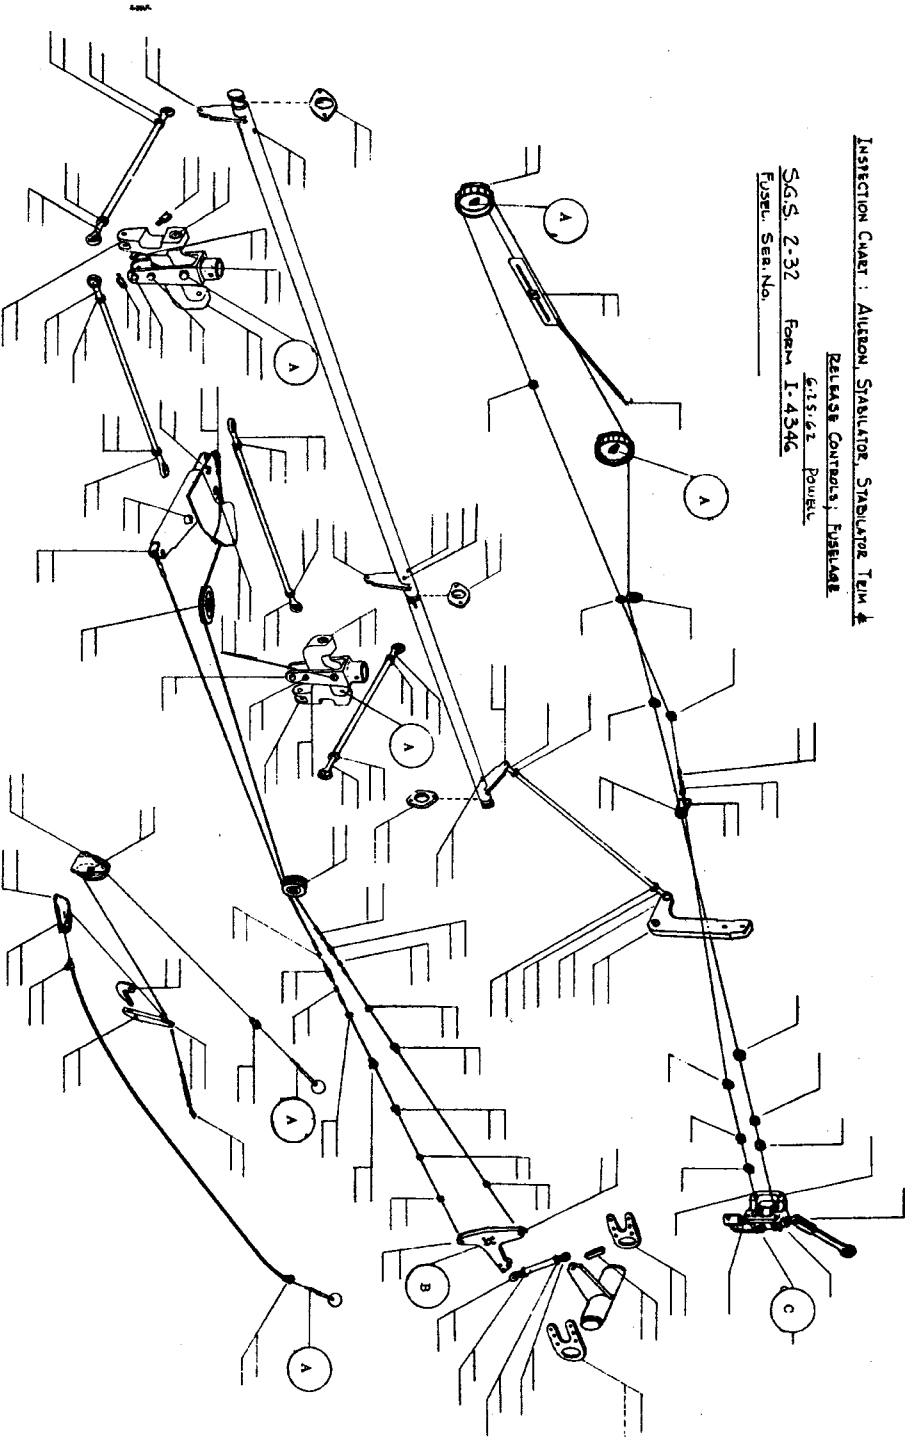 INSPECTION CHART : AILERON, STABILATOR, STABILATOR TRIM &
RELEASE CONTROLS; FUSELAGE
6·25·62 POWELL
S.G.S. 2-32 FORM I-4346
FUSEL. SER. NO.
A
A
A
A
A
A
B
C